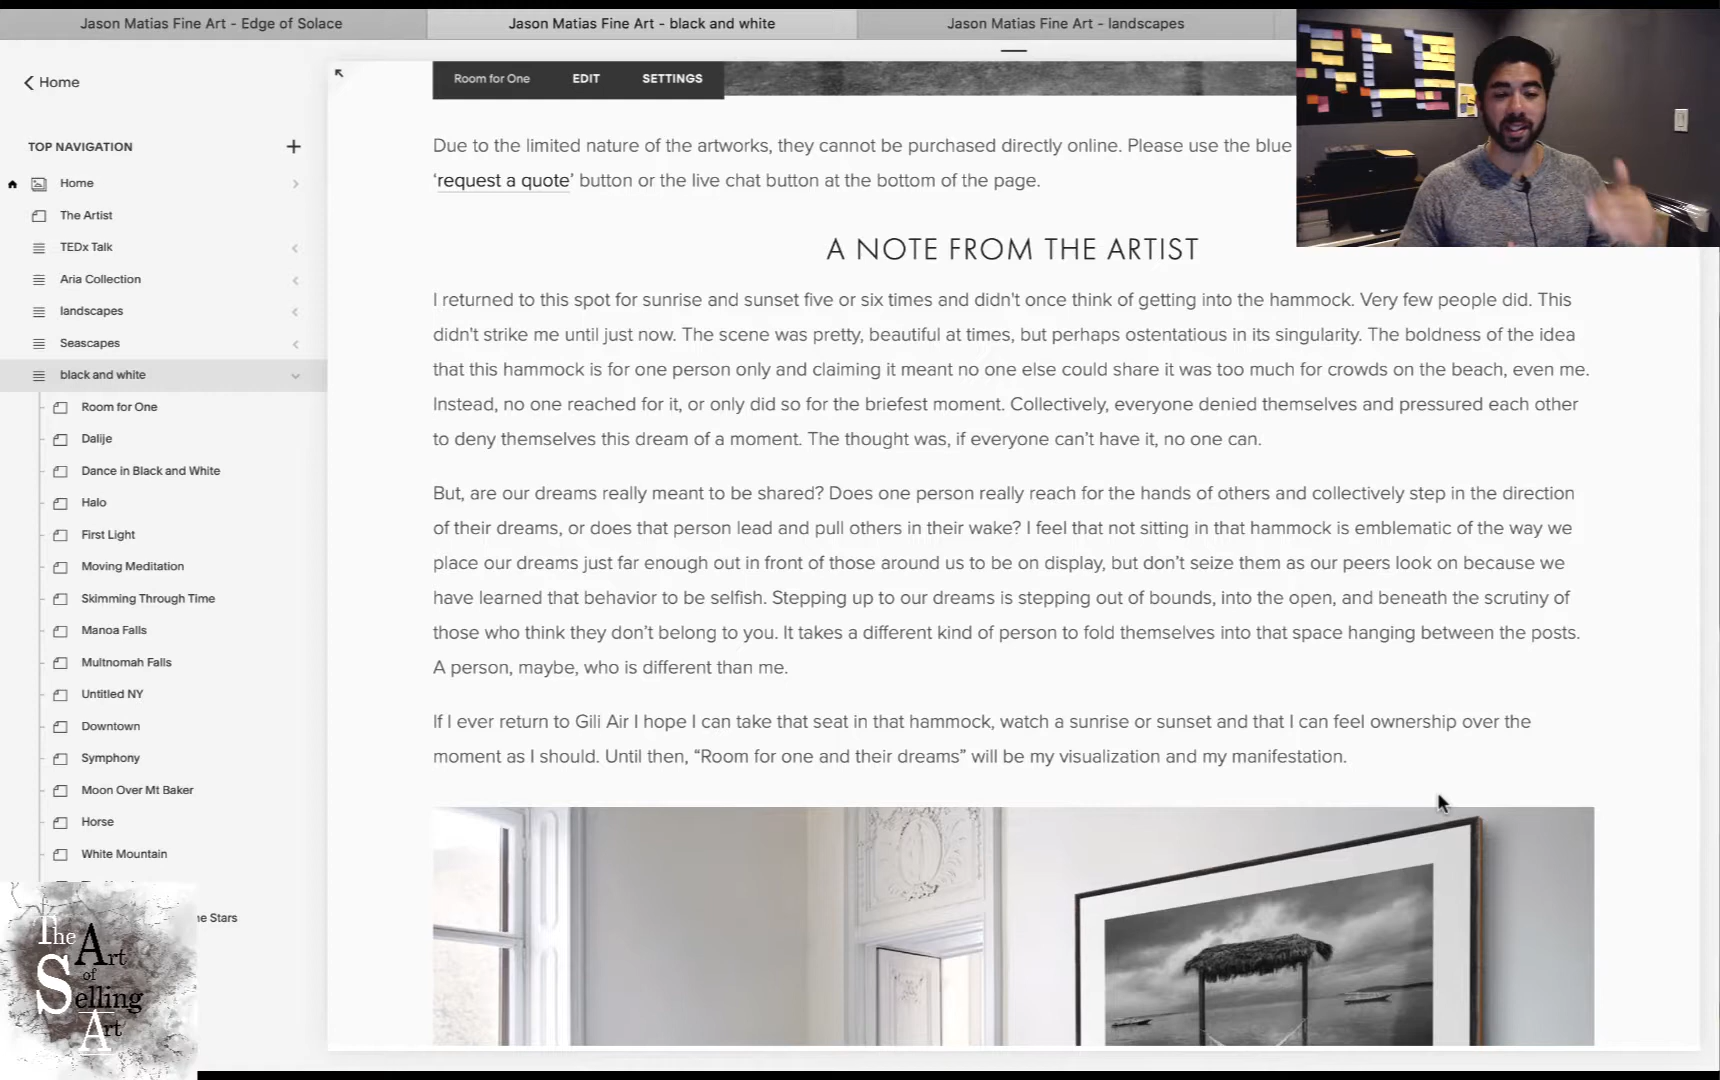 Jason Matias Fine Art - Edge of Solace
Jason Matias Fine Art - black and white
Jason Matias Fine Art - landscapes
Home
TOP NAVIGATION
Home
The Artist
TEDx Talk
Aria Collection
landscapes
Seascapes
black and white
Room for One
Dalije
Dance in Black and White
Halo
First Light
Moving Meditation
Skimming Through Time
Manoa Falls
Multnomah Falls
Untitled NY
Downtown
Symphony
Moon Over Mt Baker
Horse
White Mountain
ne Stars
The
Art
of
Selling
Art
Room for One EDIT SETTINGS
Due to the limited nature of the artworks, they cannot be purchased directly online. Please use the blue
‘request a quote’ button or the live chat button at the bottom of the page.
A NOTE FROM THE ARTIST
I returned to this spot for sunrise and sunset five or six times and didn't once think of getting into the hammock. Very few people did. This
didn't strike me until just now. The scene was pretty, beautiful at times, but perhaps ostentatious in its singularity. The boldness of the idea
that this hammock is for one person only and claiming it meant no one else could share it was too much for crowds on the beach, even me.
Instead, no one reached for it, or only did so for the briefest moment. Collectively, everyone denied themselves and pressured each other
to deny themselves this dream of a moment. The thought was, if everyone can’t have it, no one can.
But, are our dreams really meant to be shared? Does one person really reach for the hands of others and collectively step in the direction
of their dreams, or does that person lead and pull others in their wake? I feel that not sitting in that hammock is emblematic of the way we
place our dreams just far enough out in front of those around us to be on display, but don’t seize them as our peers look on because we
have learned that behavior to be selfish. Stepping up to our dreams is stepping out of bounds, into the open, and beneath the scrutiny of
those who think they don’t belong to you. It takes a different kind of person to fold themselves into that space hanging between the posts.
A person, maybe, who is different than me.
If I ever return to Gili Air I hope I can take that seat in that hammock, watch a sunrise or sunset and that I can feel ownership over the
moment as I should. Until then, “Room for one and their dreams” will be my visualization and my manifestation.